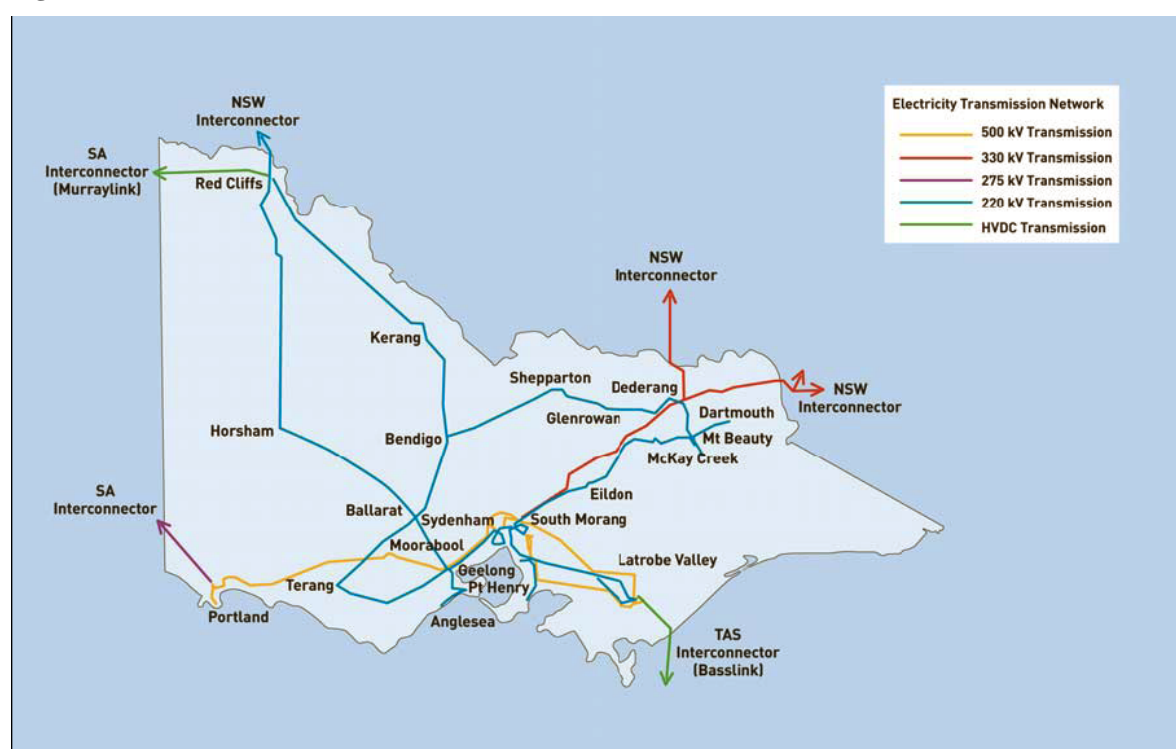 NSW
Interconnector
SA
Interconnector
(Murraylink)
Red Cliffs
Electricity Transmission Network
500 kV Transmission
330 kV Transmission
275 kV Transmission
220 kV Transmission
HVDC Transmission
NSW
Interconnector
Kerang
Shepparton
Dederang
NSW
Interconnector
Glenrowan
Dartmouth
Horsham
Bendigo
Mt Beauty
McKay Creek
SA
Interconnector
Eildon
Ballarat
Sydenham
South Morang
Moorabool
Latrobe Valley
Geelong
Terang
Pt Henry
Portland
Anglesea
TAS
Interconnector
(Basslink)